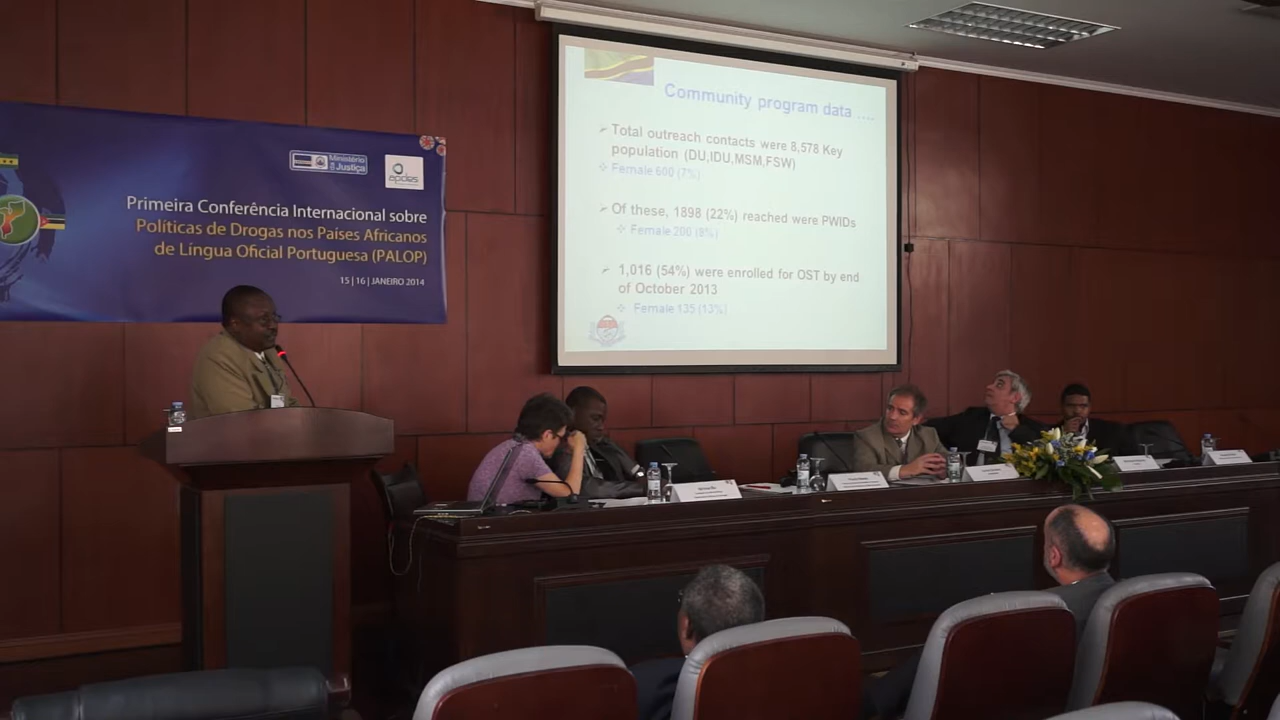 Ministério
da Justiça
apdes
Primeira Conferência Internacional sobre
Políticas de Drogas nos Países Africanos
de Língua Oficial Portuguesa (PALOP)
15 | 16 | JANEIRO 2014
Community program data ....
➢ Total outreach contacts were 8,578 Key
population (DU,IDU,MSM,FSW)
❖ Female 600 (7%)
➢ Of these, 1898 (22%) reached were PWIDs
❖ Female 200 (8%)
➢ 1,016 (54%) were enrolled for OST by end
of October 2013
❖ Female 135 (13%)